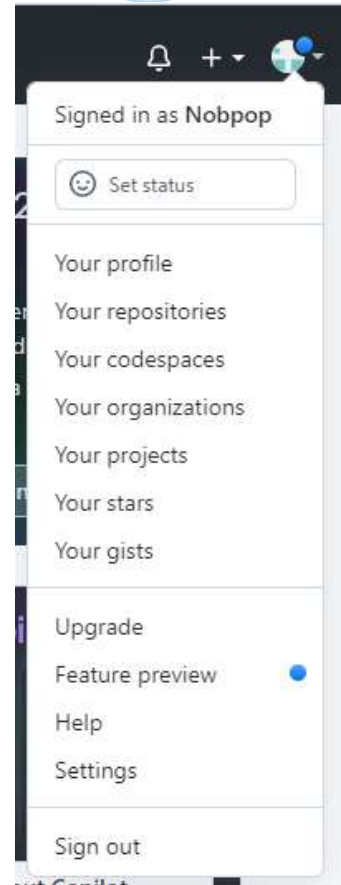 Signed in as Nobpop
Set status
Your profile
Your repositories
Your codespaces
Your organizations
Your projects
Your stars
Your gists
Upgrade
Feature preview
Help
Settings
Sign out